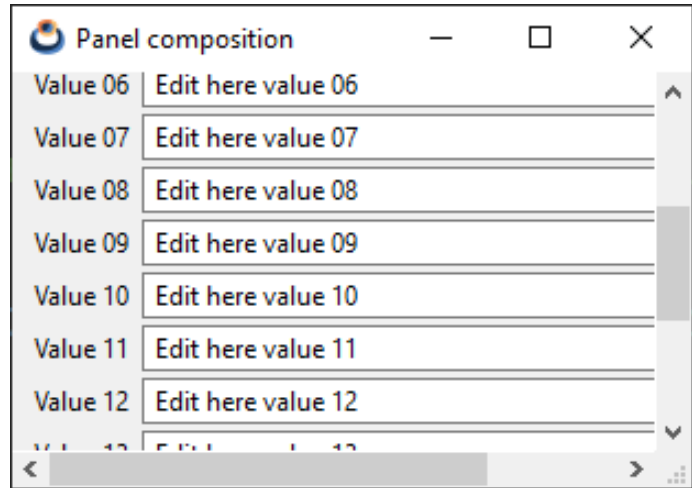 Panel composition
Value 06 Edit here value 06
Value 07 Edit here value 07
Value 08 Edit here value 08
Value 09 Edit here value 09
Value 10 Edit here value 10
Value 11 Edit here value 11
Value 12 Edit here value 12